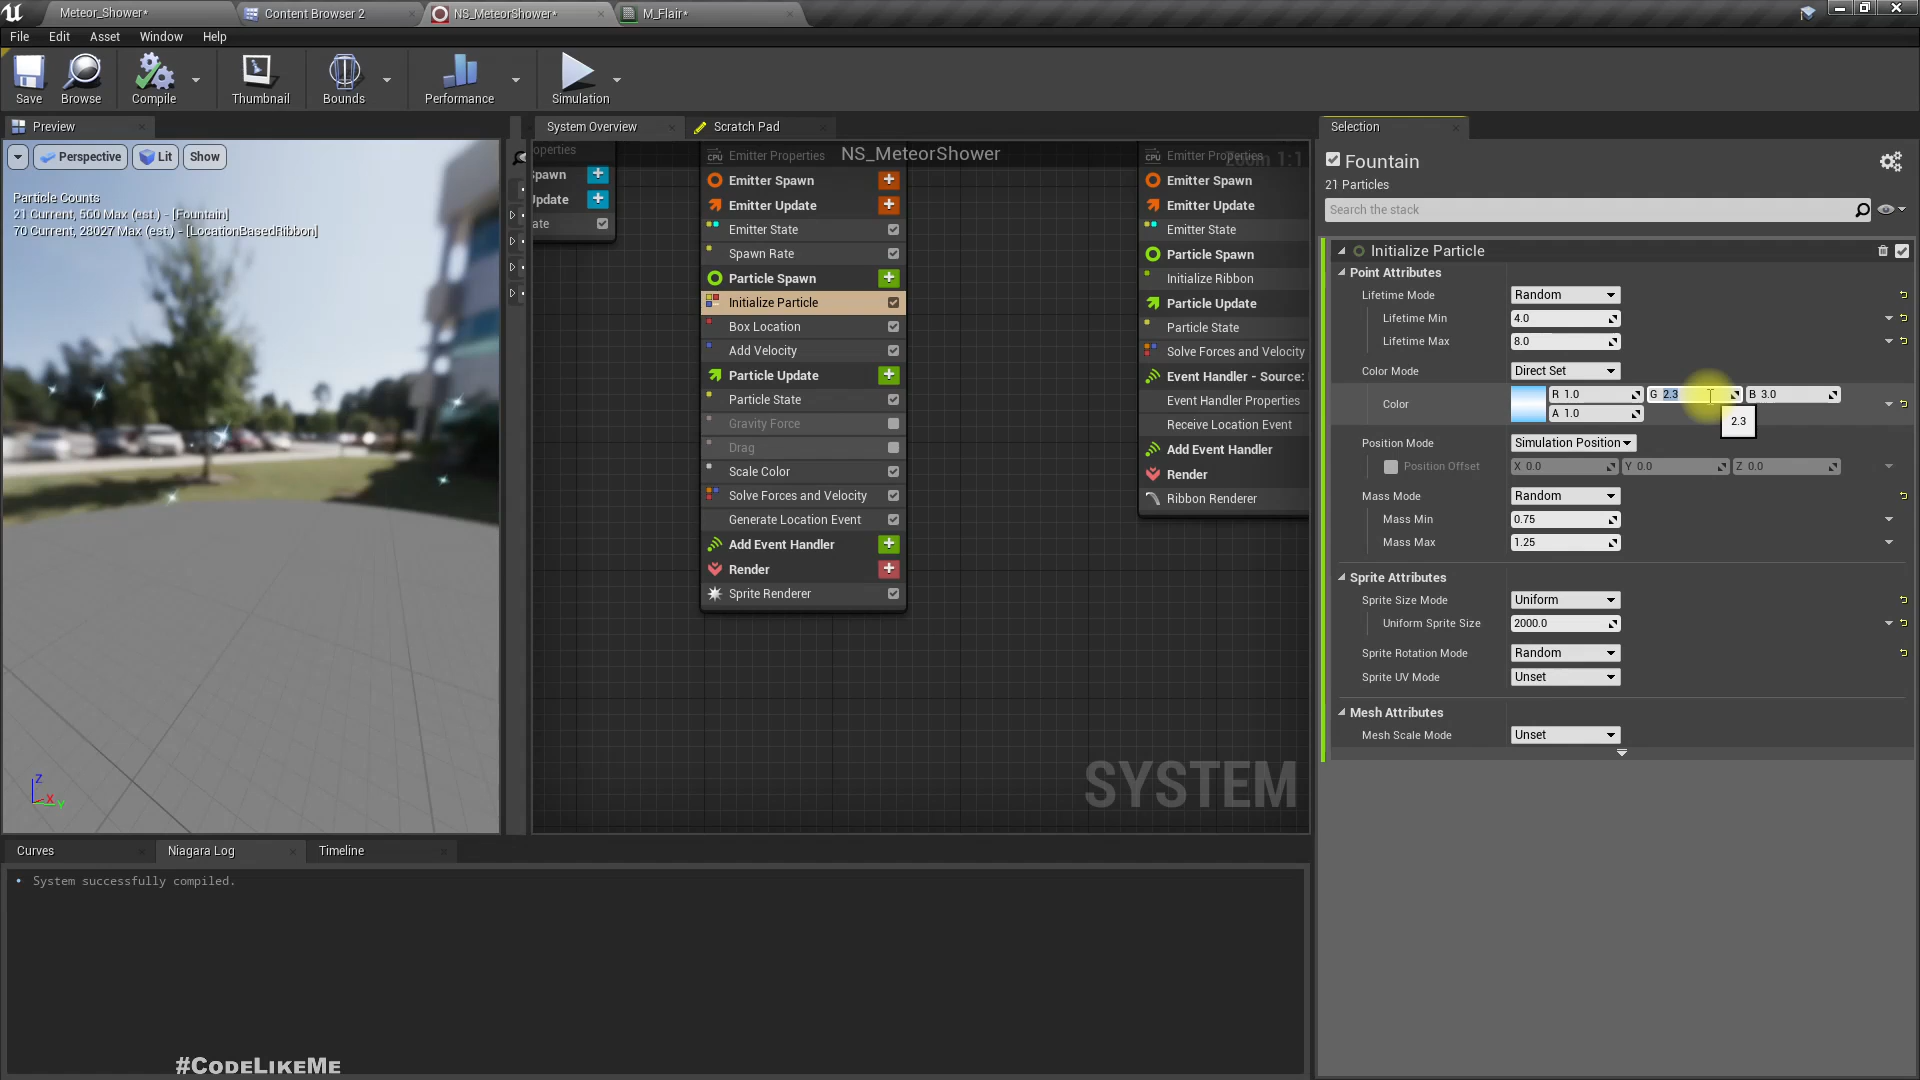 Meteor_Shower*
Content Browser 2
NS_MeteorShower*
M_Flair*
File Edit Asset Window Help
Save
Browse
Compile
Thumbnail
Bounds
Performance
Simulation
Preview
Perspective
Lit
Show
Particle Counts
21 Current, 500 Max (est.) - [Fountain]
70 Current, 28027 Max (est.) - [LocationBasedRibbon]
Z
X
Y
System Overview
Scratch Pad
NS_MeteorShower
Zoom 1:1
operties
Spawn
Update
ate
Emitter Properties
Emitter Spawn
Emitter Update
Emitter State
Spawn Rate
Particle Spawn
Initialize Particle
Box Location
Add Velocity
Particle Update
Particle State
Gravity Force
Drag
Scale Color
Solve Forces and Velocity
Generate Location Event
Add Event Handler
Render
Sprite Renderer
CPU Emitter Properties
Emitter Spawn
Emitter Update
Emitter State
Particle Spawn
Initialize Ribbon
Particle Update
Particle State
Solve Forces and Velocity
Event Handler - Source:
Event Handler Properties
Receive Location Event
Add Event Handler
Render
Ribbon Renderer
SYSTEM
Selection
Fountain
21 Particles
Search the stack
Initialize Particle
Point Attributes
Lifetime Mode Random
Lifetime Min 4.0
Lifetime Max 8.0
Color Mode Direct Set
Color R 1.0 G 2.3 B 3.0
A 1.0
2.3
Position Mode Simulation Position
Position Offset X 0.0 Y 0.0 Z 0.0
Mass Mode Random
Mass Min 0.75
Mass Max 1.25
Sprite Attributes
Sprite Size Mode Uniform
Uniform Sprite Size 2000.0
Sprite Rotation Mode Random
Sprite UV Mode Unset
Mesh Attributes
Mesh Scale Mode Unset
Curves
Niagara Log
Timeline
• System successfully compiled.
#CodeLikeMe